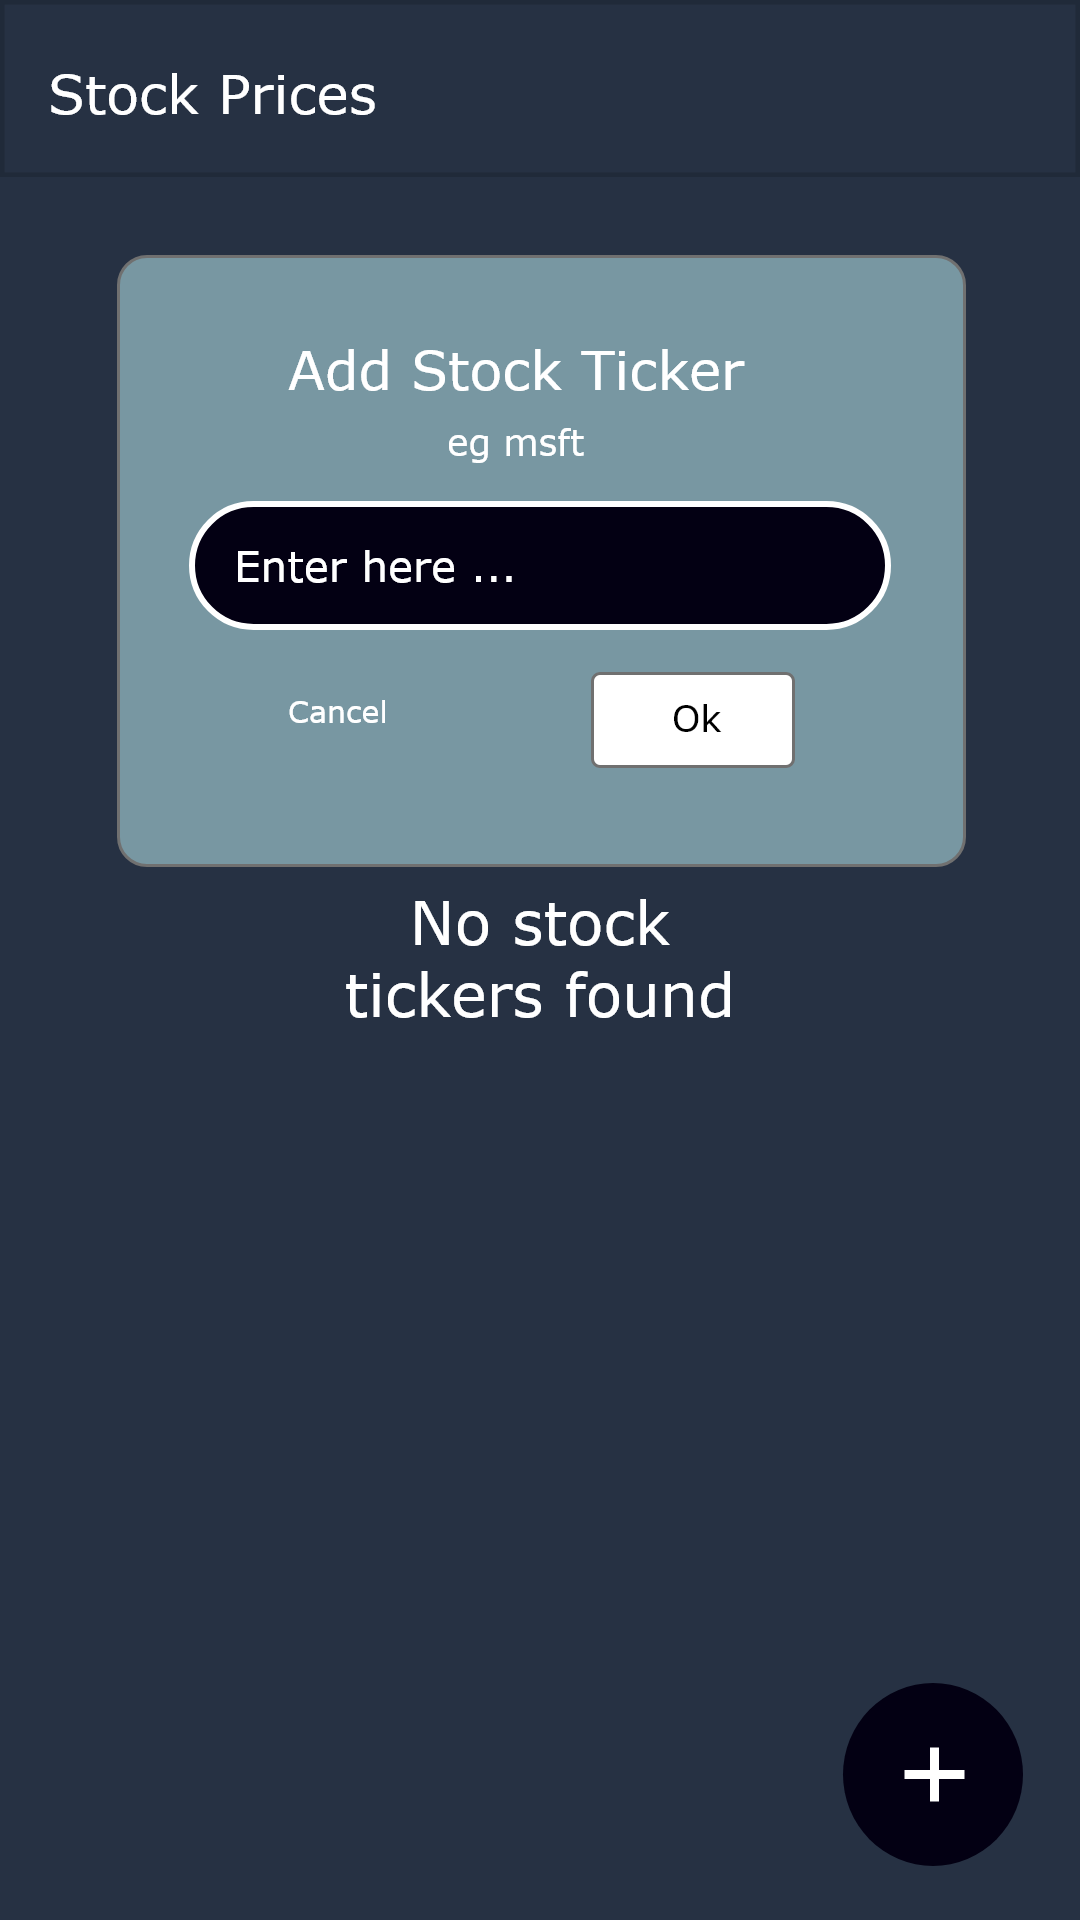 Stock Prices
Add Stock Ticker
eg msft
Enter here ...
Cancel
Ok
No stock
tickers found
+